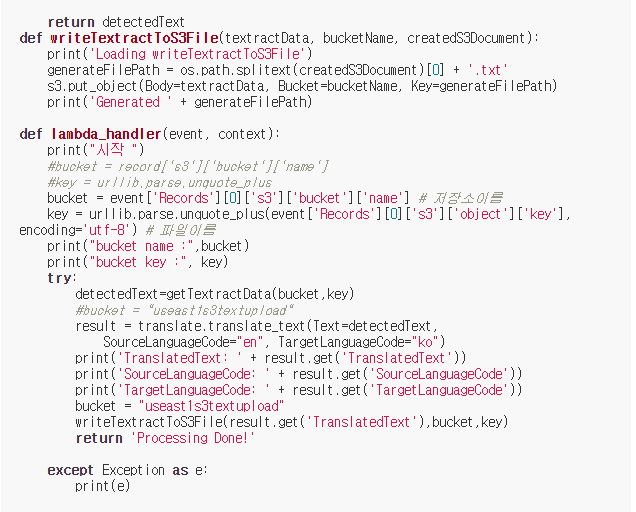 return detectedText
def writeTextractToS3File(textractData, bucketName, createdS3Document):
    print('Loading writeTextractToS3File')
    generateFilePath = os.path.splitext(createdS3Document)[0] + '.txt'
    s3.put_object(Body=textractData, Bucket=bucketName, Key=generateFilePath)
    print('Generated ' + generateFilePath)

def lambda_handler(event, context):
    print("시작 ")
    #bucket = record['s3']['bucket']['name']
    #key = urllib.parse.unquote_plus
    bucket = event['Records'][0]['s3']['bucket']['name'] # 저장소이름
    key = urllib.parse.unquote_plus(event['Records'][0]['s3']['object']['key'],
encoding='utf-8') # 파일이름
    print("bucket name :",bucket)
    print("bucket key :", key)
    try:
        detectedText=getTextractData(bucket,key)
        #bucket = "useast1s3textupload"
        result = translate.translate_text(Text=detectedText,
            SourceLanguageCode="en", TargetLanguageCode="ko")
        print('TranslatedText: ' + result.get('TranslatedText'))
        print('SourceLanguageCode: ' + result.get('SourceLanguageCode'))
        print('TargetLanguageCode: ' + result.get('TargetLanguageCode'))
        bucket = "useast1s3textupload"
        writeTextractToS3File(result.get('TranslatedText'),bucket,key)
        return 'Processing Done!'

    except Exception as e:
        print(e)